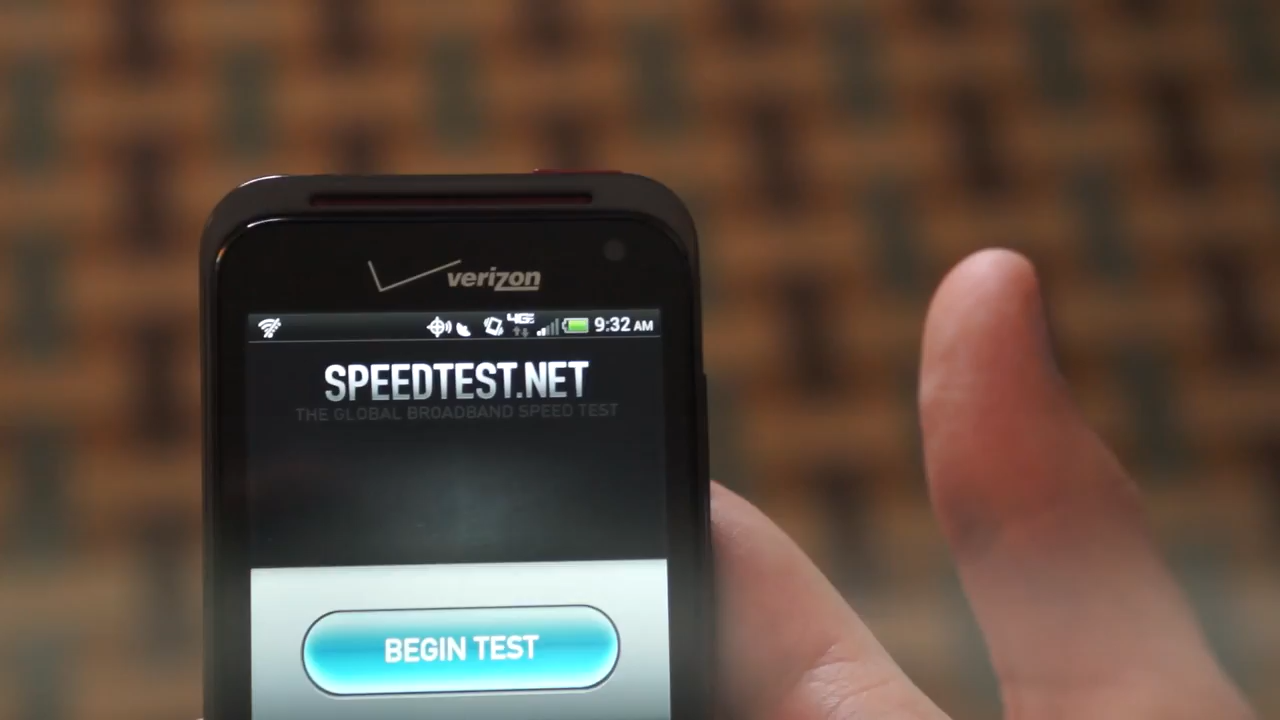 verizon
4G 9:32 AM
SPEEDTEST.NET
THE GLOBAL BROADBAND SPEED TEST
BEGIN TEST